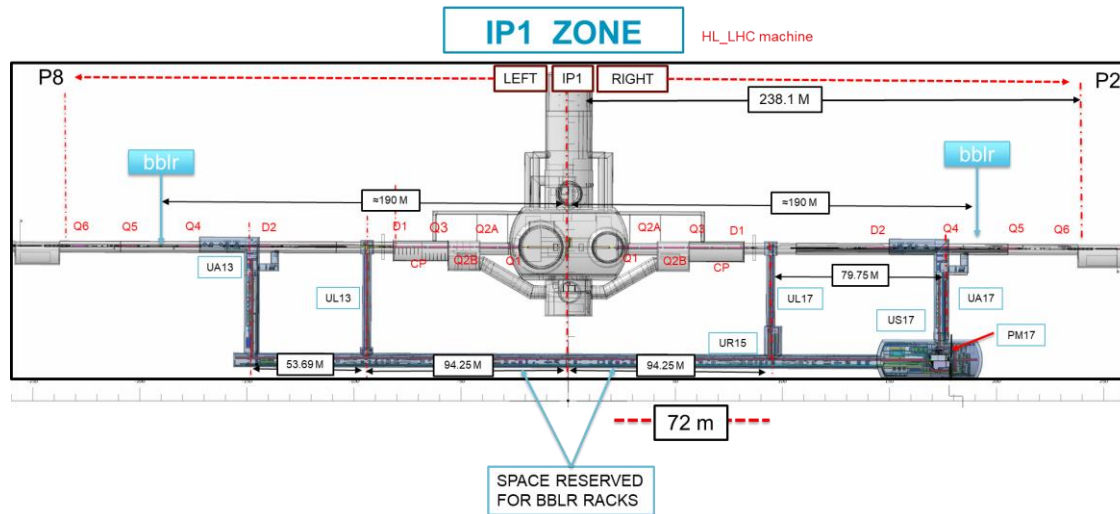 IP1 ZONE
HL_LHC machine
P8
LEFT
IP1
RIGHT
P2
238.1 M
bblr
bblr
≈190 M
≈190 M
Q6
Q5
Q4
D2
D1
Q3
Q2A
Q2A
Q3
D1
D2
Q4
Q5
Q6
Q1
Q1
CP
Q2B
Q2B
CP
UA13
79.75 M
UL13
UL17
UA17
US17
UR15
PM17
53.69 M
94.25 M
94.25 M
72 m
SPACE RESERVED
FOR BBLR RACKS